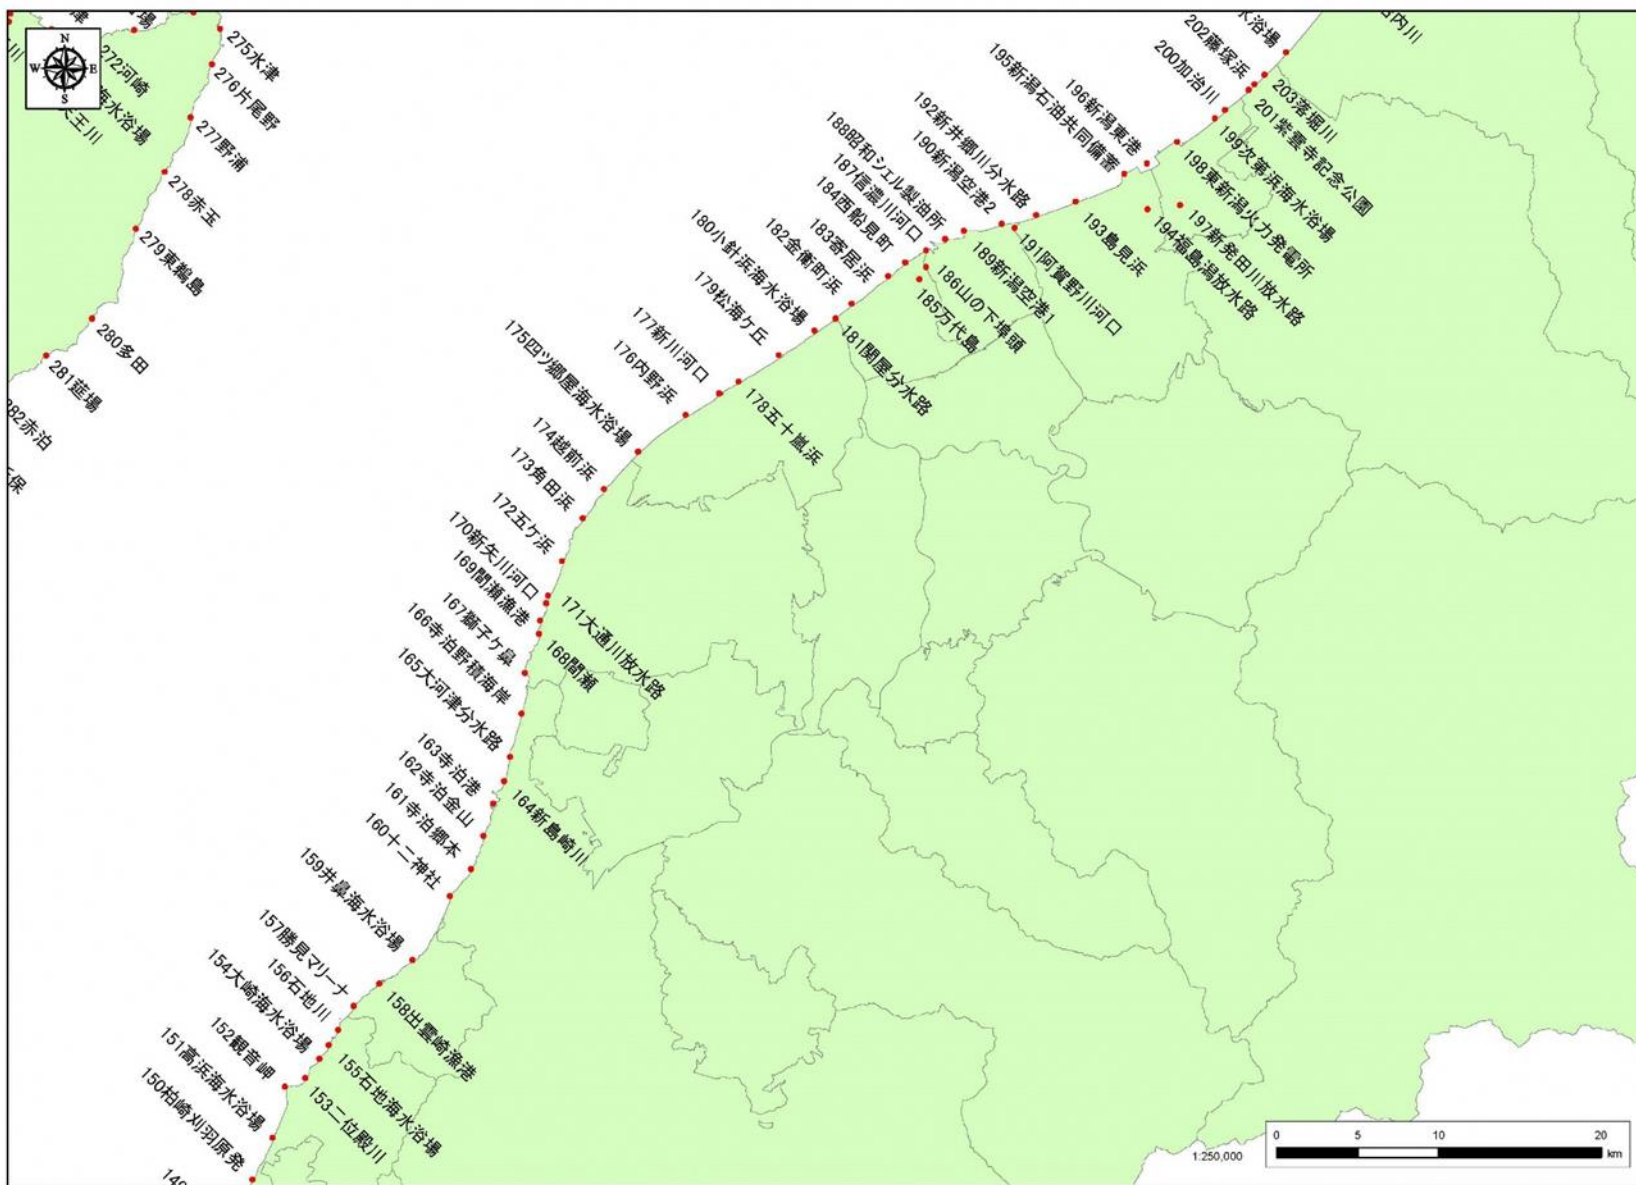 N
W
E
S
272河崎
275水津
276片尾野
277野浦
278赤玉
279東鵜島
280多田
281莚場
282赤泊
天王川
海水浴場
水浴場
203落堀川
202藤塚浜
201紫雲寺記念公園
200加治川
199次第浜海水浴場
198東新潟火力発電所
197新発田川放水路
196新潟東港
195新潟石油共同備蓄
194福島潟放水路
193島見浜
192新井郷川分水路
191阿賀野川河口
190新潟空港2
189新潟空港1
188昭和シェル製油所
187信濃川河口
186山の下埠頭
185万代島
184西船見町
183寄居浜
182金衛町浜
181関屋分水路
180小針浜海水浴場
179松海ケ丘
178五十嵐浜
177新川河口
176内野浜
175四ツ郷屋海水浴場
174越前浜
173角田浜
172五ケ浜
171大通川放水路
170新矢川河口
169間瀬漁港
168間瀬
167獅子ケ鼻
166寺泊野積海岸
165大河津分水路
164新島崎川
163寺泊港
162寺泊金山
161寺泊郷本
160十二神社
159井鼻海水浴場
158出雲崎漁港
157勝見マリーナ
156石地川
155石地海水浴場
154大崎海水浴場
153二位殿川
152観音岬
151高浜海水浴場
150柏崎刈羽原発
1:250,000
0 5 10 20
km